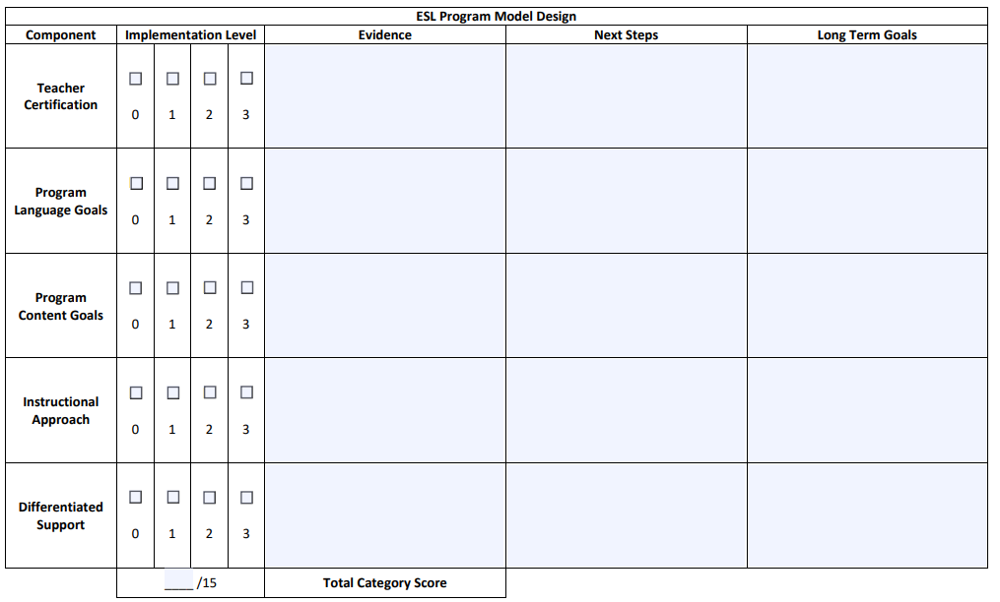 ESL Program Model Design
Component Implementation Level Evidence Next Steps Long Term Goals
Teacher
Certification
0 1 2 3
Program
Language Goals
0 1 2 3
Program
Content Goals
0 1 2 3
Instructional
Approach
0 1 2 3
Differentiated
Support
0 1 2 3
____ /15 Total Category Score